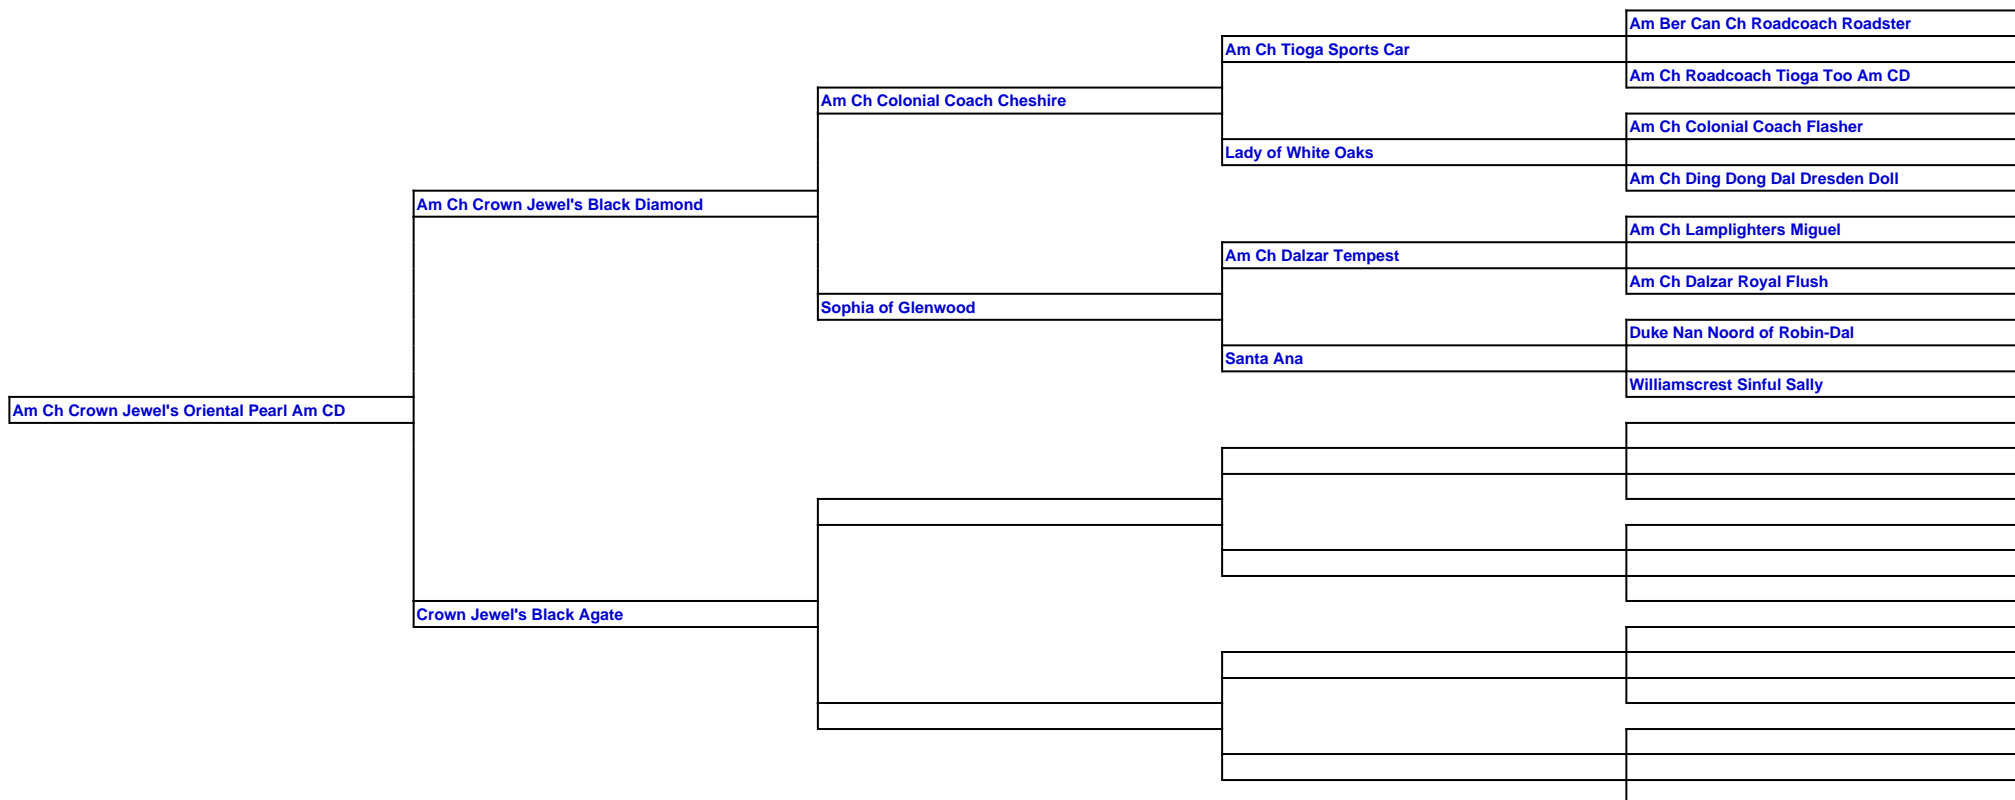 Am Ber Can Ch Roadcoach Roadster
Am Ch Tioga Sports Car
Am Ch Roadcoach Tioga Too Am CD
Am Ch Colonial Coach Cheshire
Am Ch Colonial Coach Flasher
Lady of White Oaks
Am Ch Ding Dong Dal Dresden Doll
Am Ch Crown Jewel's Black Diamond
Am Ch Lamplighters Miguel
Am Ch Dalzar Tempest
Am Ch Dalzar Royal Flush
Sophia of Glenwood
Duke Nan Noord of Robin-Dal
Santa Ana
Williamscrest Sinful Sally
Am Ch Crown Jewel's Oriental Pearl Am CD
Crown Jewel's Black Agate